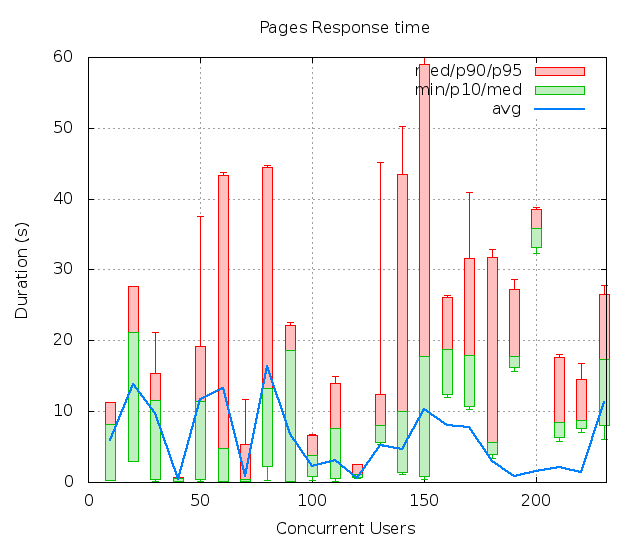 Pages Response time
60
50
40
30
20
10
0
Duration (s)
med/p90/p95
min/p10/med
avg
0 50 100 150 200
Concurrent Users